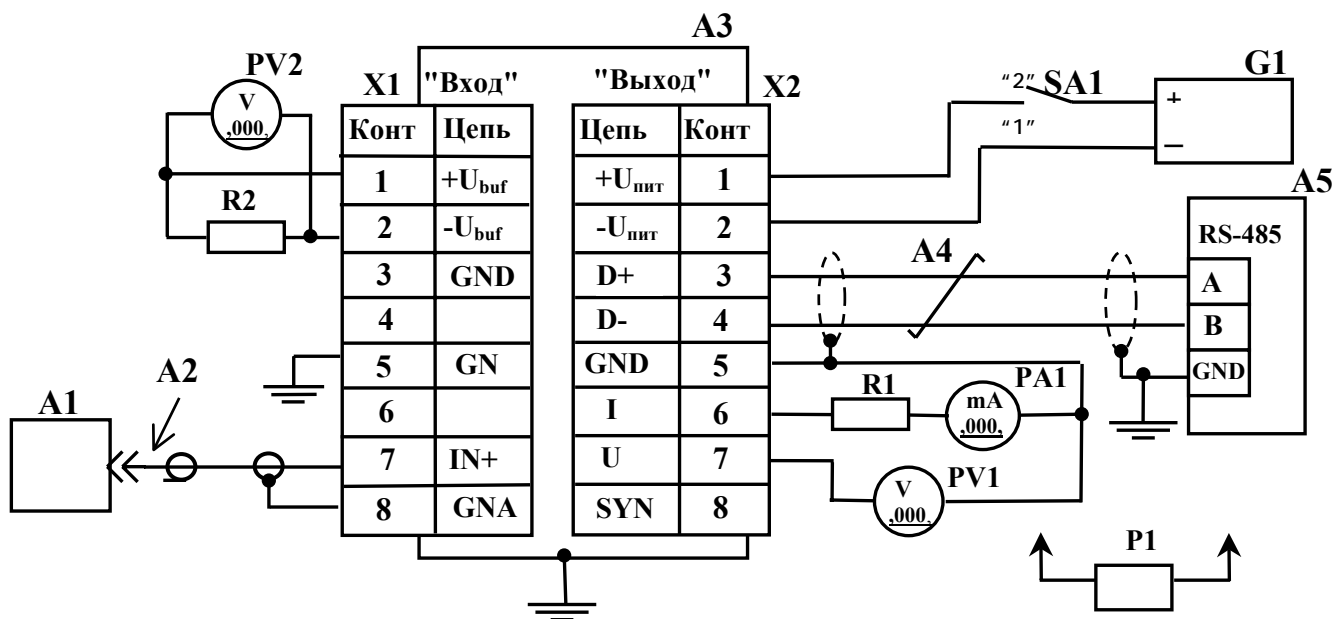 A3
PV2
X1
"Вход"
"Выход"
X2
"2"
SA1
G1
V
,000,
"1"
+
–
Конт
Цепь
Цепь
Конт
1
+Ubuf
+Uпит
1
R2
2
-Ubuf
-Uпит
2
A5
RS-485
3
GND
D+
3
A4
A
4
D-
4
B
5
GN
GND
5
GND
A2
A1
6
I
6
R1
PA1
mA
,000,
7
IN+
U
7
PV1
V
,000,
8
GNA
SYN
8
P1